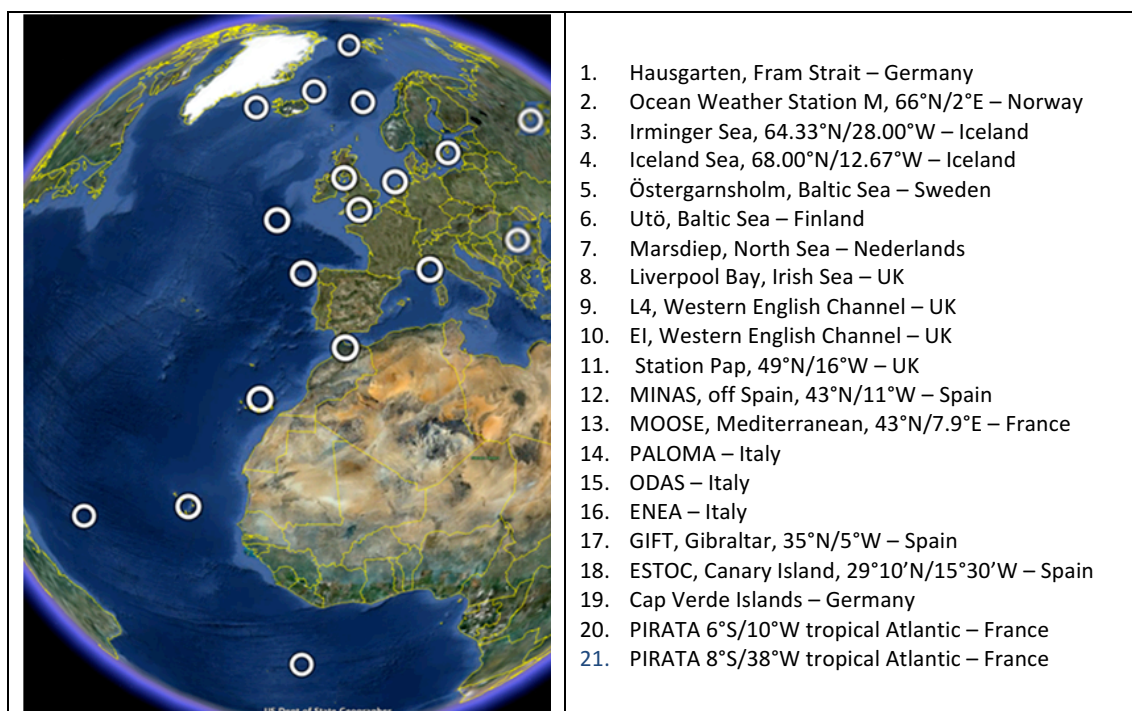 1. Hausgarten, Fram Strait – Germany
2. Ocean Weather Station M, 66°N/2°E – Norway
3. Irminger Sea, 64.33°N/28.00°W – Iceland
4. Iceland Sea, 68.00°N/12.67°W – Iceland
5. Östergarnsholm, Baltic Sea – Sweden
6. Utö, Baltic Sea – Finland
7. Marsdiep, North Sea – Nederlands
8. Liverpool Bay, Irish Sea – UK
9. L4, Western English Channel – UK
10. EI, Western English Channel – UK
11. Station Pap, 49°N/16°W – UK
12. MINAS, off Spain, 43°N/11°W – Spain
13. MOOSE, Mediterranean, 43°N/7.9°E – France
14. PALOMA – Italy
15. ODAS – Italy
16. ENEA – Italy
17. GIFT, Gibraltar, 35°N/5°W – Spain
18. ESTOC, Canary Island, 29°10’N/15°30’W – Spain
19. Cap Verde Islands – Germany
20. PIRATA 6°S/10°W tropical Atlantic – France
21. PIRATA 8°S/38°W tropical Atlantic – France
US Dept of State Geographer